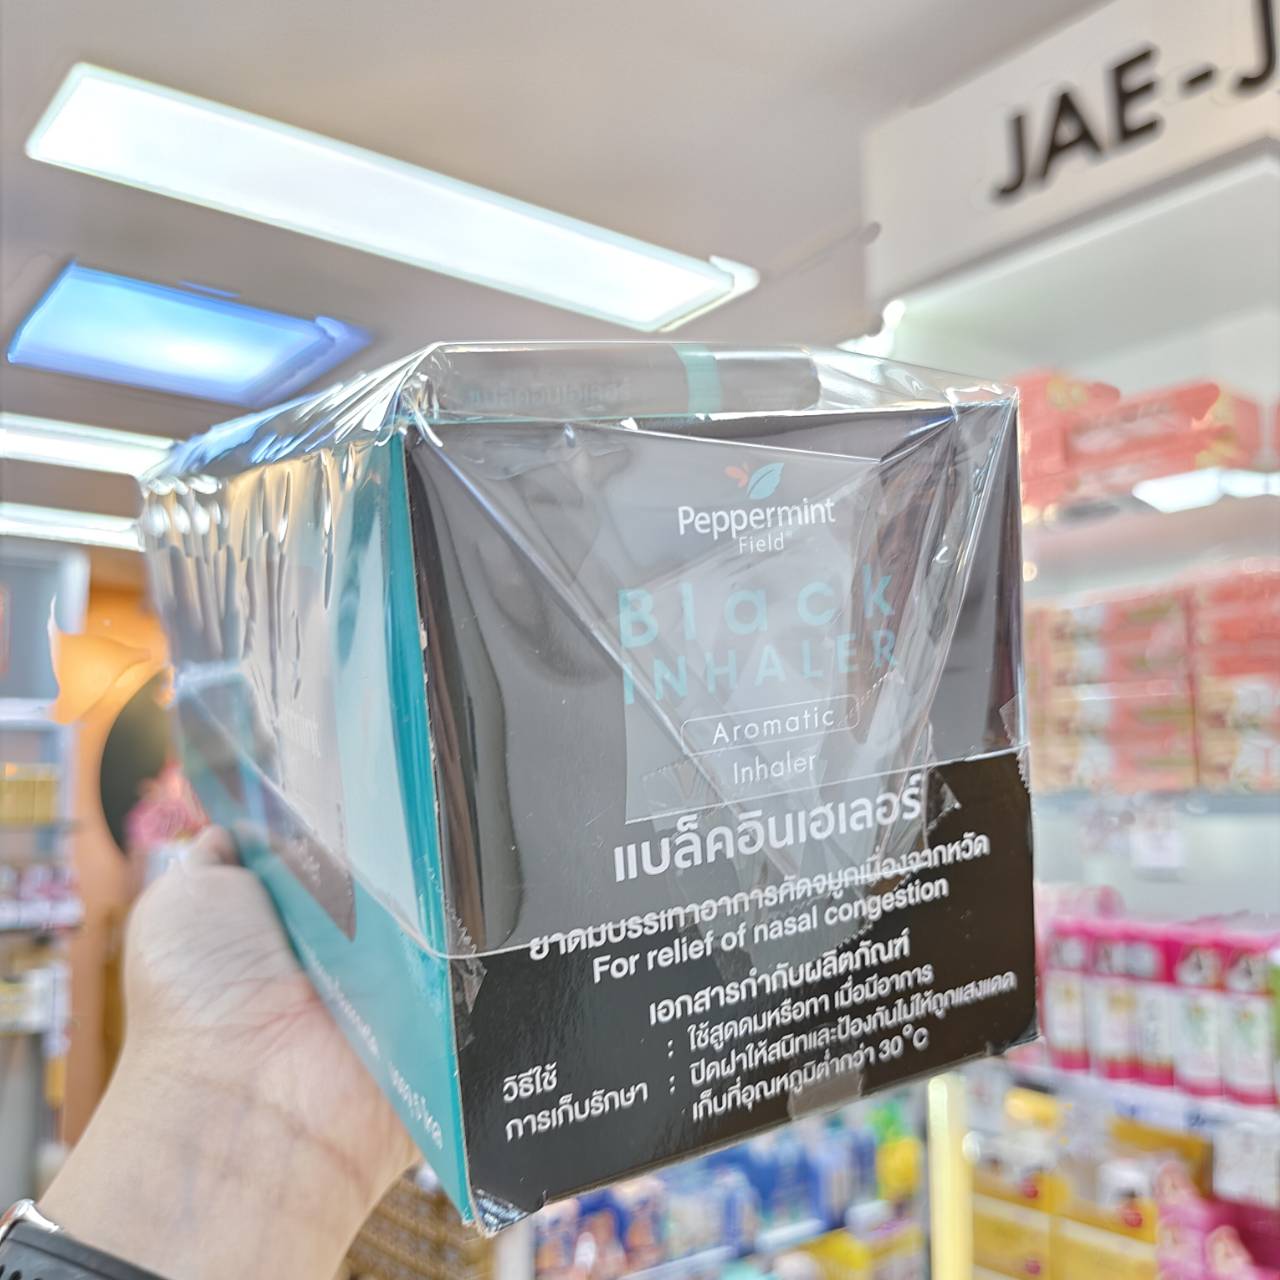 JAE-J
Peppermint
Field
Black
INHALER
Aromatic
Inhaler
แบล็คอินเฮเลอร์
ยาดมบรรเทาอาการคัดจมูกเนื่องจากหวัด
For relief of nasal congestion
เอกสารกำกับผลิตภัณฑ์
วิธีใช้ : ใช้สูดดมหรือทา เมื่อมีอาการ
การเก็บรักษา : ปิดฝาให้สนิทและป้องกันไม่ให้ถูกแสงแดด
เก็บที่อุณหภูมิต่ำกว่า 30°C